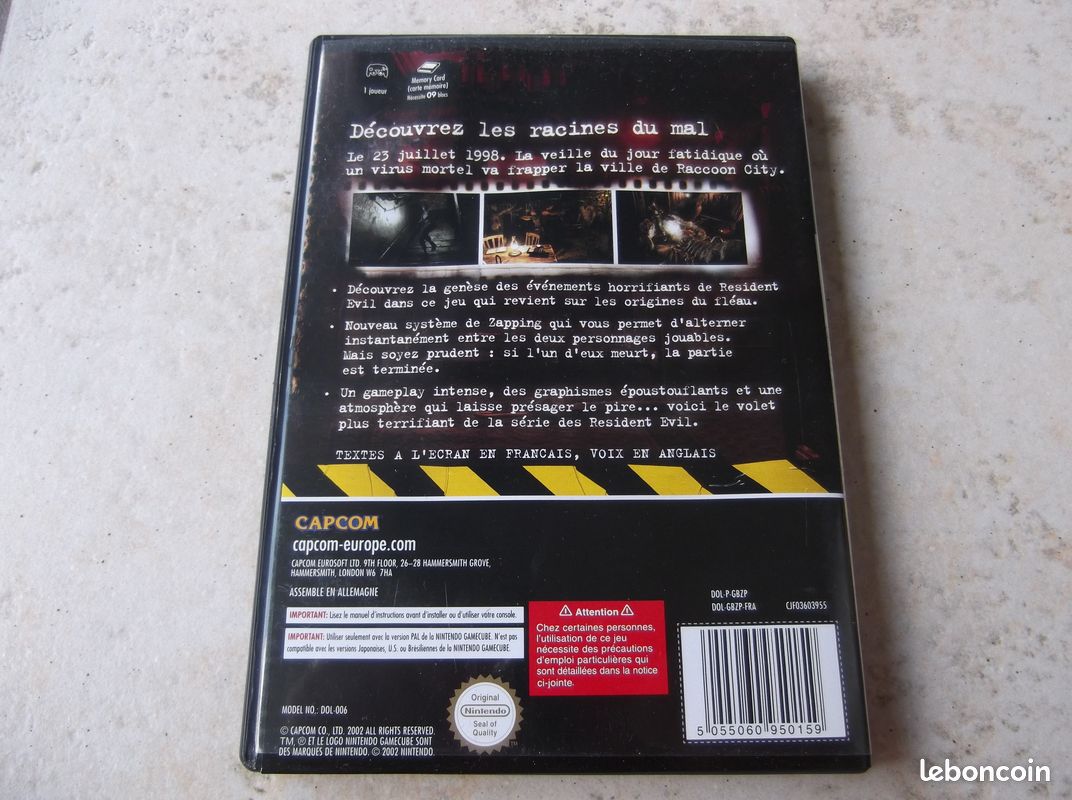 1 joueur
Memory Card
(carte mémoire)
Nécessite 09 blocs
Découvrez les racines du mal
Le 23 juillet 1998. La veille du jour fatidique où
un virus mortel va frapper la ville de Raccoon City.
• Découvrez la genèse des événements horrifiants de Resident
Evil dans ce jeu qui revient sur les origines du fléau.
• Nouveau système de Zapping qui vous permet d'alterner
instantanément entre les deux personnages jouables.
Mais soyez prudent : si l'un d'eux meurt, la partie
est terminée.
• Un gameplay intense, des graphismes époustouflants et une
atmosphère qui laisse présager le pire... voici le volet
plus terrifiant de la série des Resident Evil.
TEXTES A L'ECRAN EN FRANCAIS, VOIX EN ANGLAIS
CAPCOM
capcom-europe.com
CAPCOM EUROSOFT LTD. 9TH FLOOR, 26-28 HAMMERSMITH GROVE,
HAMMERSMITH, LONDON W6 7HA
ASSEMBLE EN ALLEMAGNE
IMPORTANT: Lisez le manuel d'instructions avant d'installer ou d'utiliser votre console.
IMPORTANT: Utiliser seulement avec la version PAL de la NINTENDO GAMECUBE. N'est pas
compatible avec les versions Japonaises, U.S. ou Brésiliennes de la NINTENDO GAMECUBE.
⚠ Attention ⚠
Chez certaines personnes,
l'utilisation de ce jeu
nécessite des précautions
d'emploi particulières qui
sont détaillées dans la notice
ci-jointe.
DOL-P-GBZP
DOL-GBZP-FRA CJF03603955
5 055060 950159
MODEL NO.: DOL-006
Original
Nintendo
Seal of
Quality
TM
© CAPCOM CO., LTD. 2002 ALL RIGHTS RESERVED.
TM, ® ET LE LOGO NINTENDO GAMECUBE SONT
DES MARQUES DE NINTENDO. © 2002 NINTENDO.
leboncoin